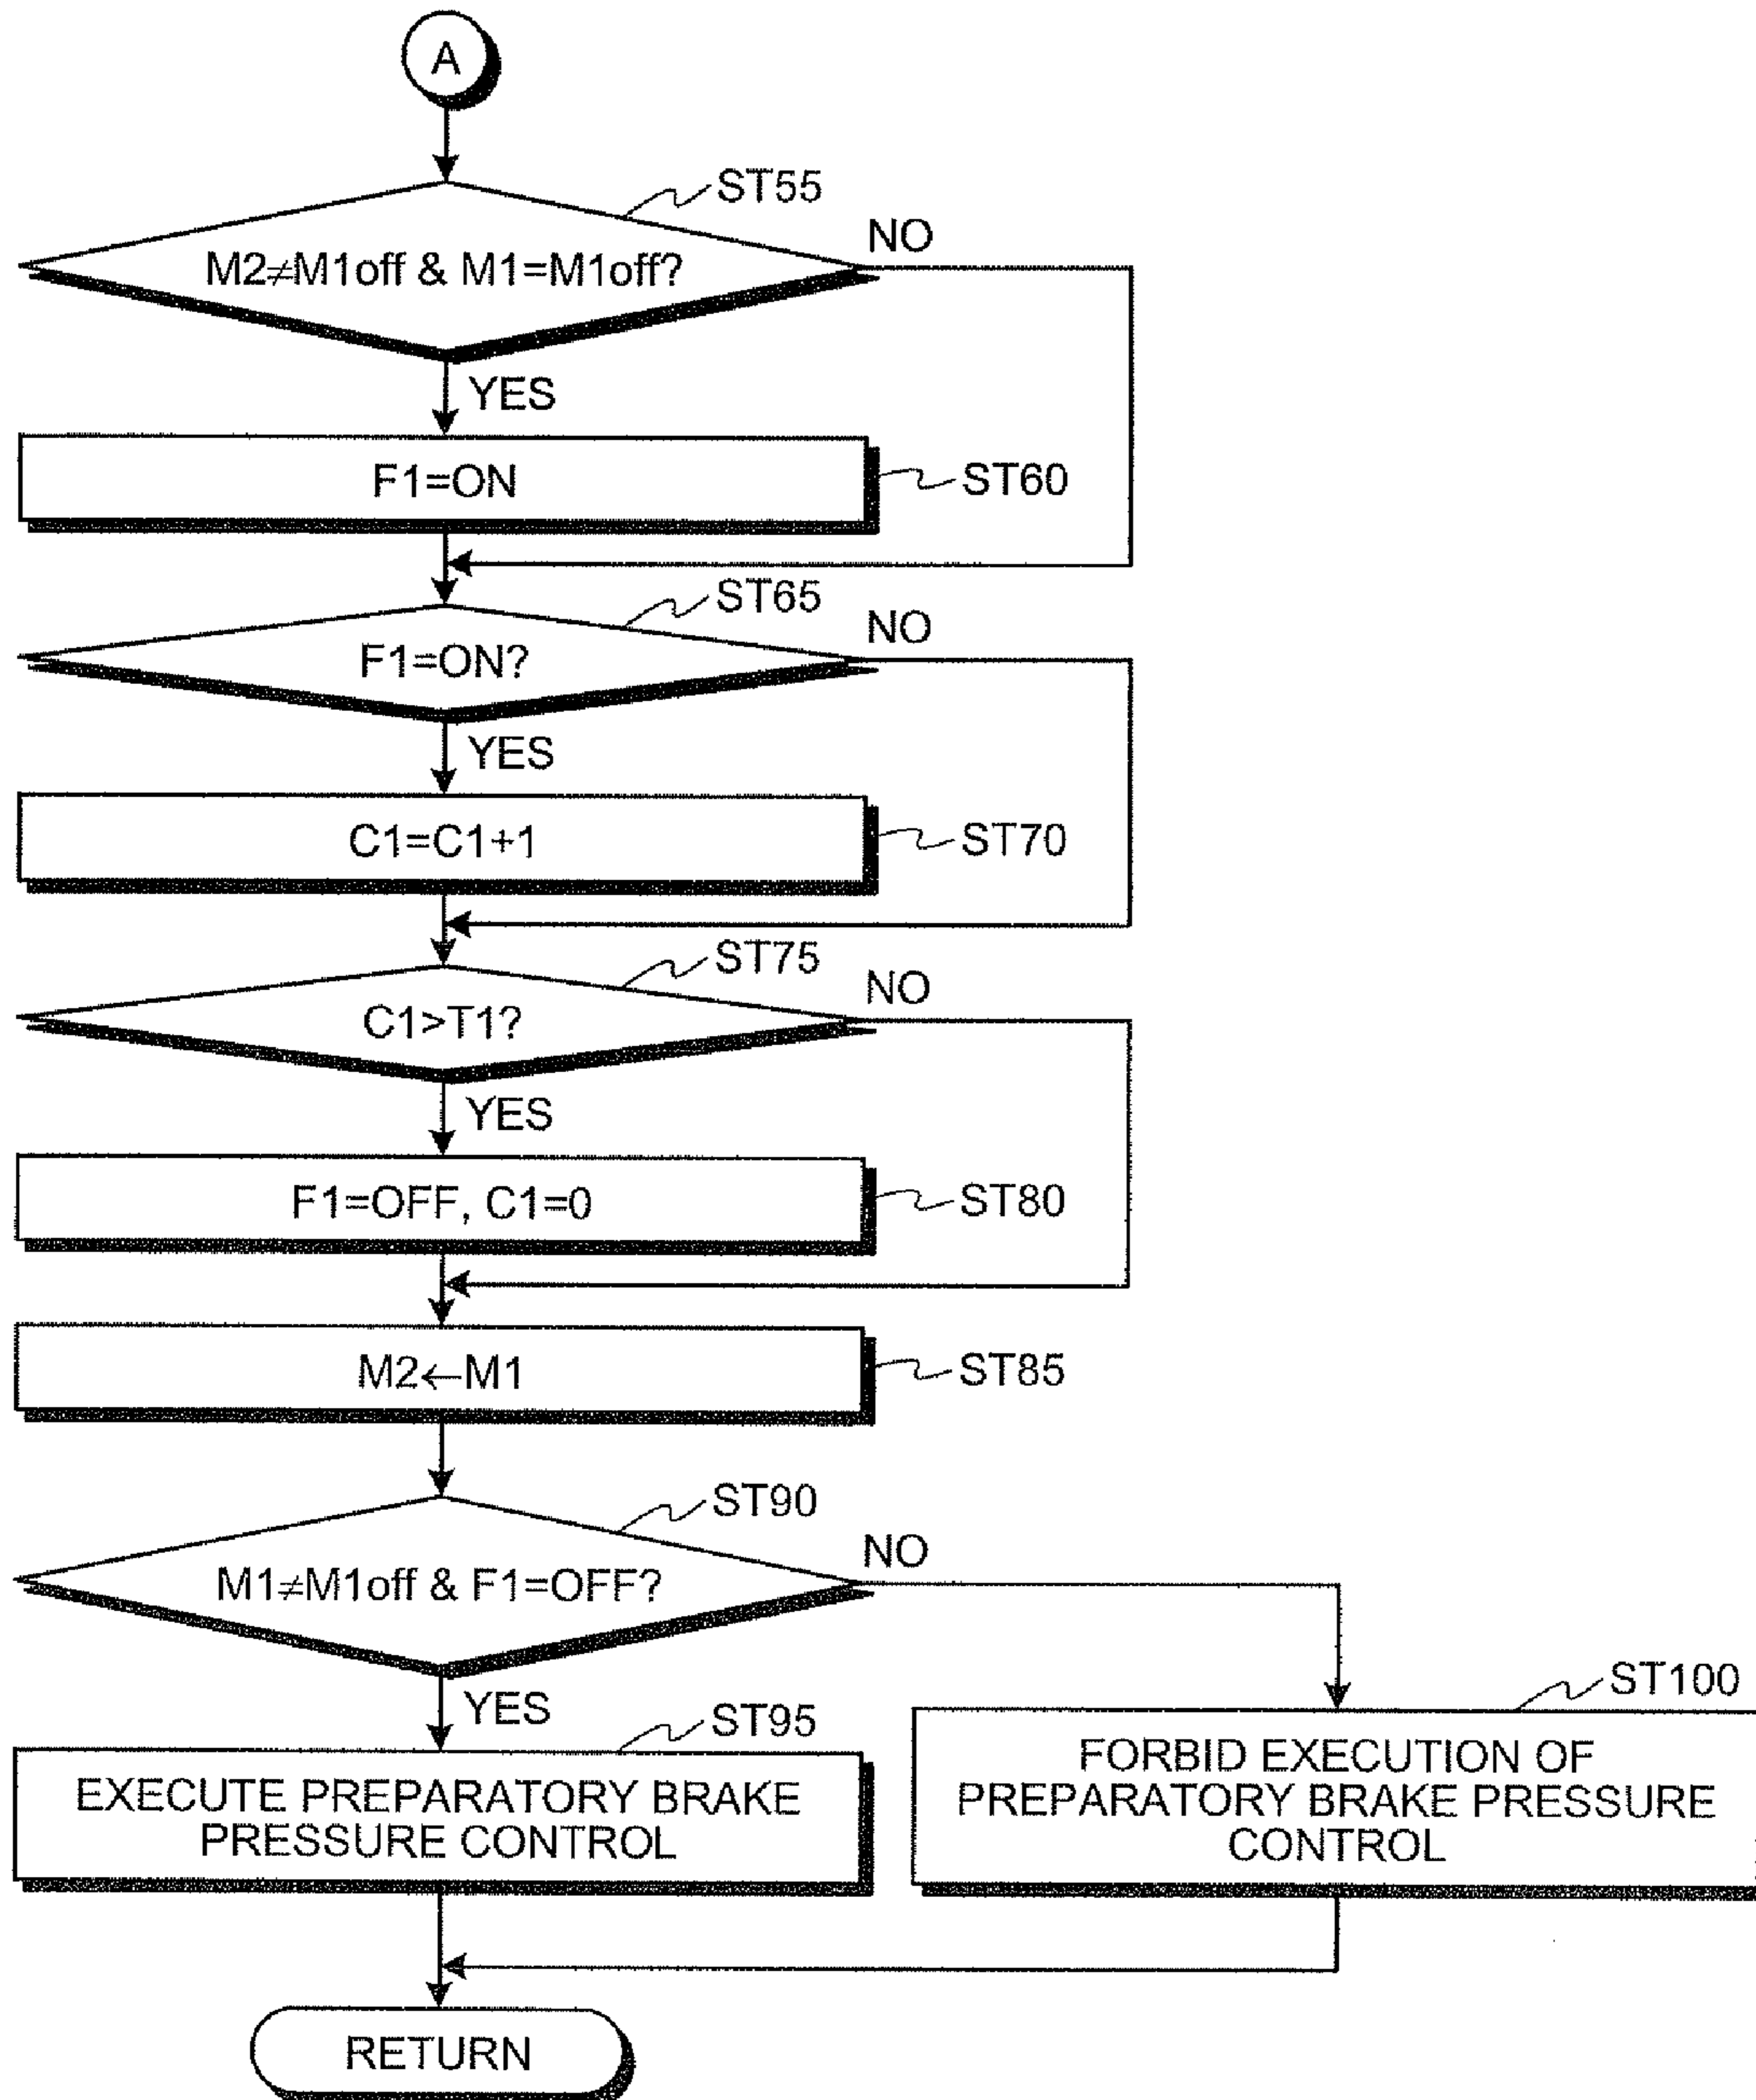 A
ST55
M2≠M1off & M1=M1off?
NO
YES
F1=ON
ST60
ST65
F1=ON?
NO
YES
C1=C1+1
ST70
ST75
C1>T1?
NO
YES
F1=OFF, C1=0
ST80
M2←M1
ST85
ST90
M1≠M1off & F1=OFF?
NO
YES
ST95
EXECUTE PREPARATORY BRAKE
PRESSURE CONTROL
ST100
FORBID EXECUTION OF
PREPARATORY BRAKE PRESSURE
CONTROL
RETURN